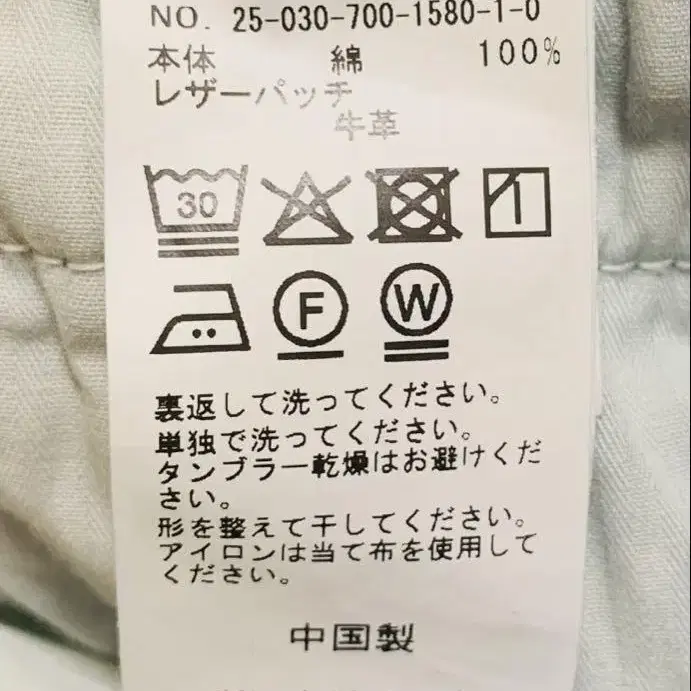 NO. 25-030-700-1580-1-0
本体 綿 100%
レザーパッチ
牛革
30
F W
裏返して洗ってください。
単独で洗ってください。
タンブラー乾燥はお避けくだ
さい。
形を整えて干してください。
アイロンは当て布を使用して
ください。
中国製